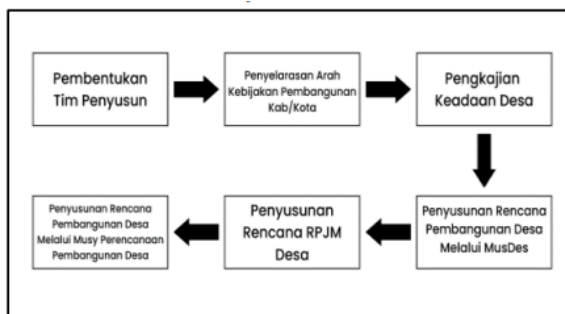 Pembentukan
Tim Penyusun
Penyelarasan Arah
Kebijakan Pembangunan
Kab/Kota
Pengkajian
Keadaan Desa
Penyusunan Rencana
Pembangunan Desa
Melalui MusDes
Penyusunan
Rencana RPJM
Desa
Penyusunan Rencana
Pembangunan Desa
Melalui Musy Perencanaan
Pembangunan Desa